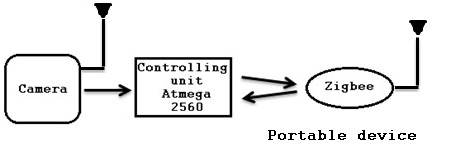 Controlling
unit
Atmega
2560
Camera
Zigbee
Portable device